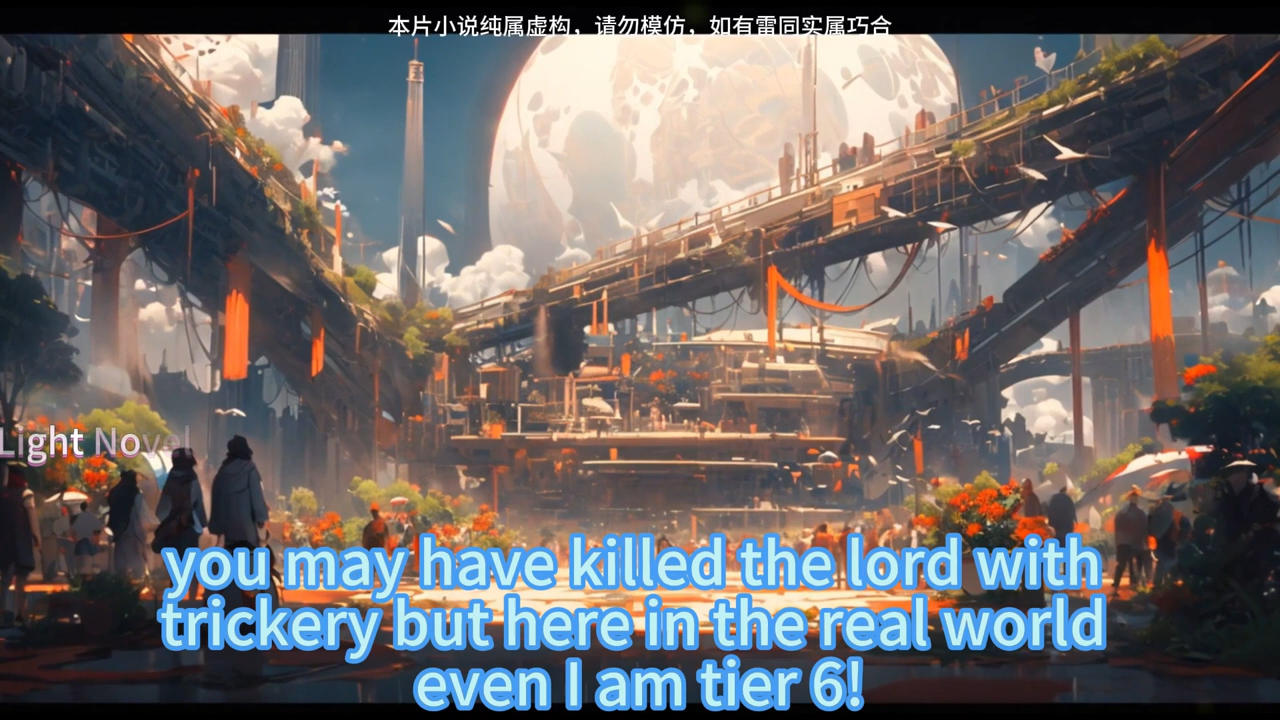 本片小说纯属虚构，请勿模仿，如有雷同实属巧合
Light Novel
you may have killed the lord with
trickery but here in the real world
even I am tier 6!